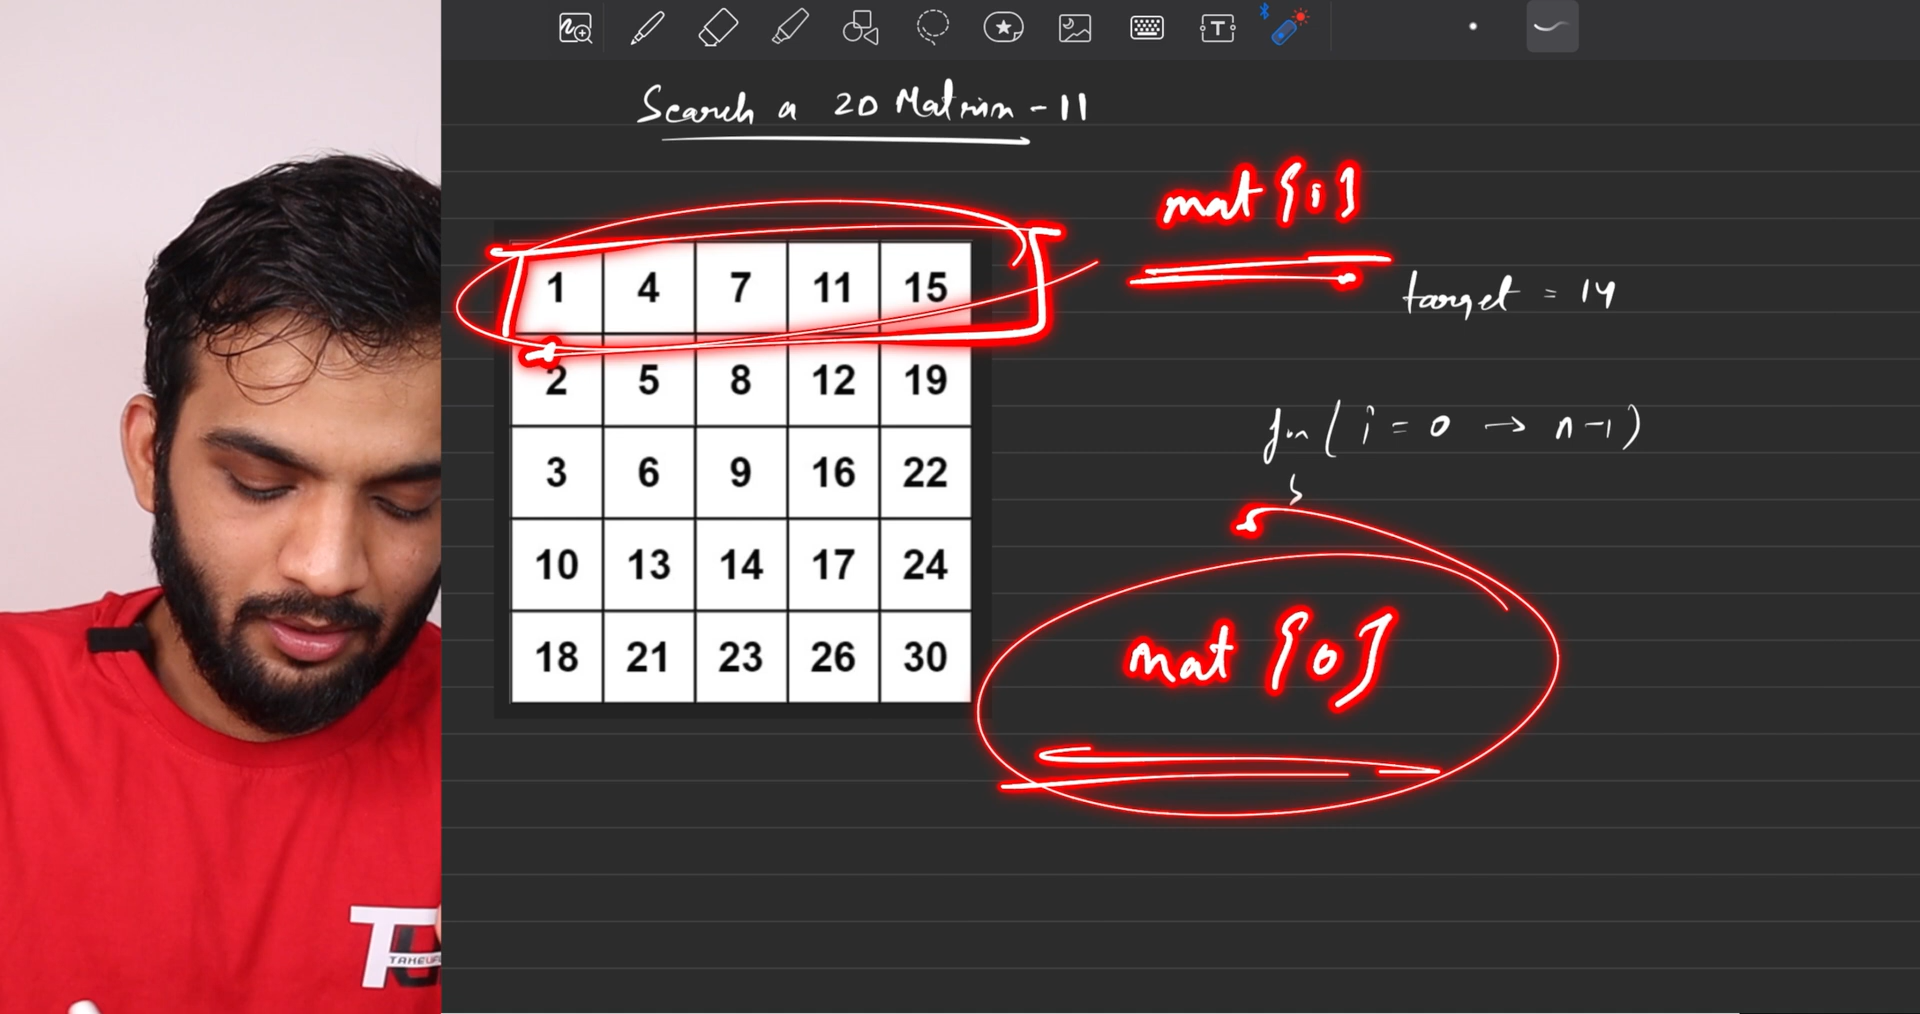 Search a 2D Matrix - II
mat[i]
target = 14
1 4 7 11 15
2 5 8 12 19
for ( i = 0 → n-1 )
3 6 9 16 22
10 13 14 17 24
mat [0]
18 21 23 26 30
T
TAKEUF